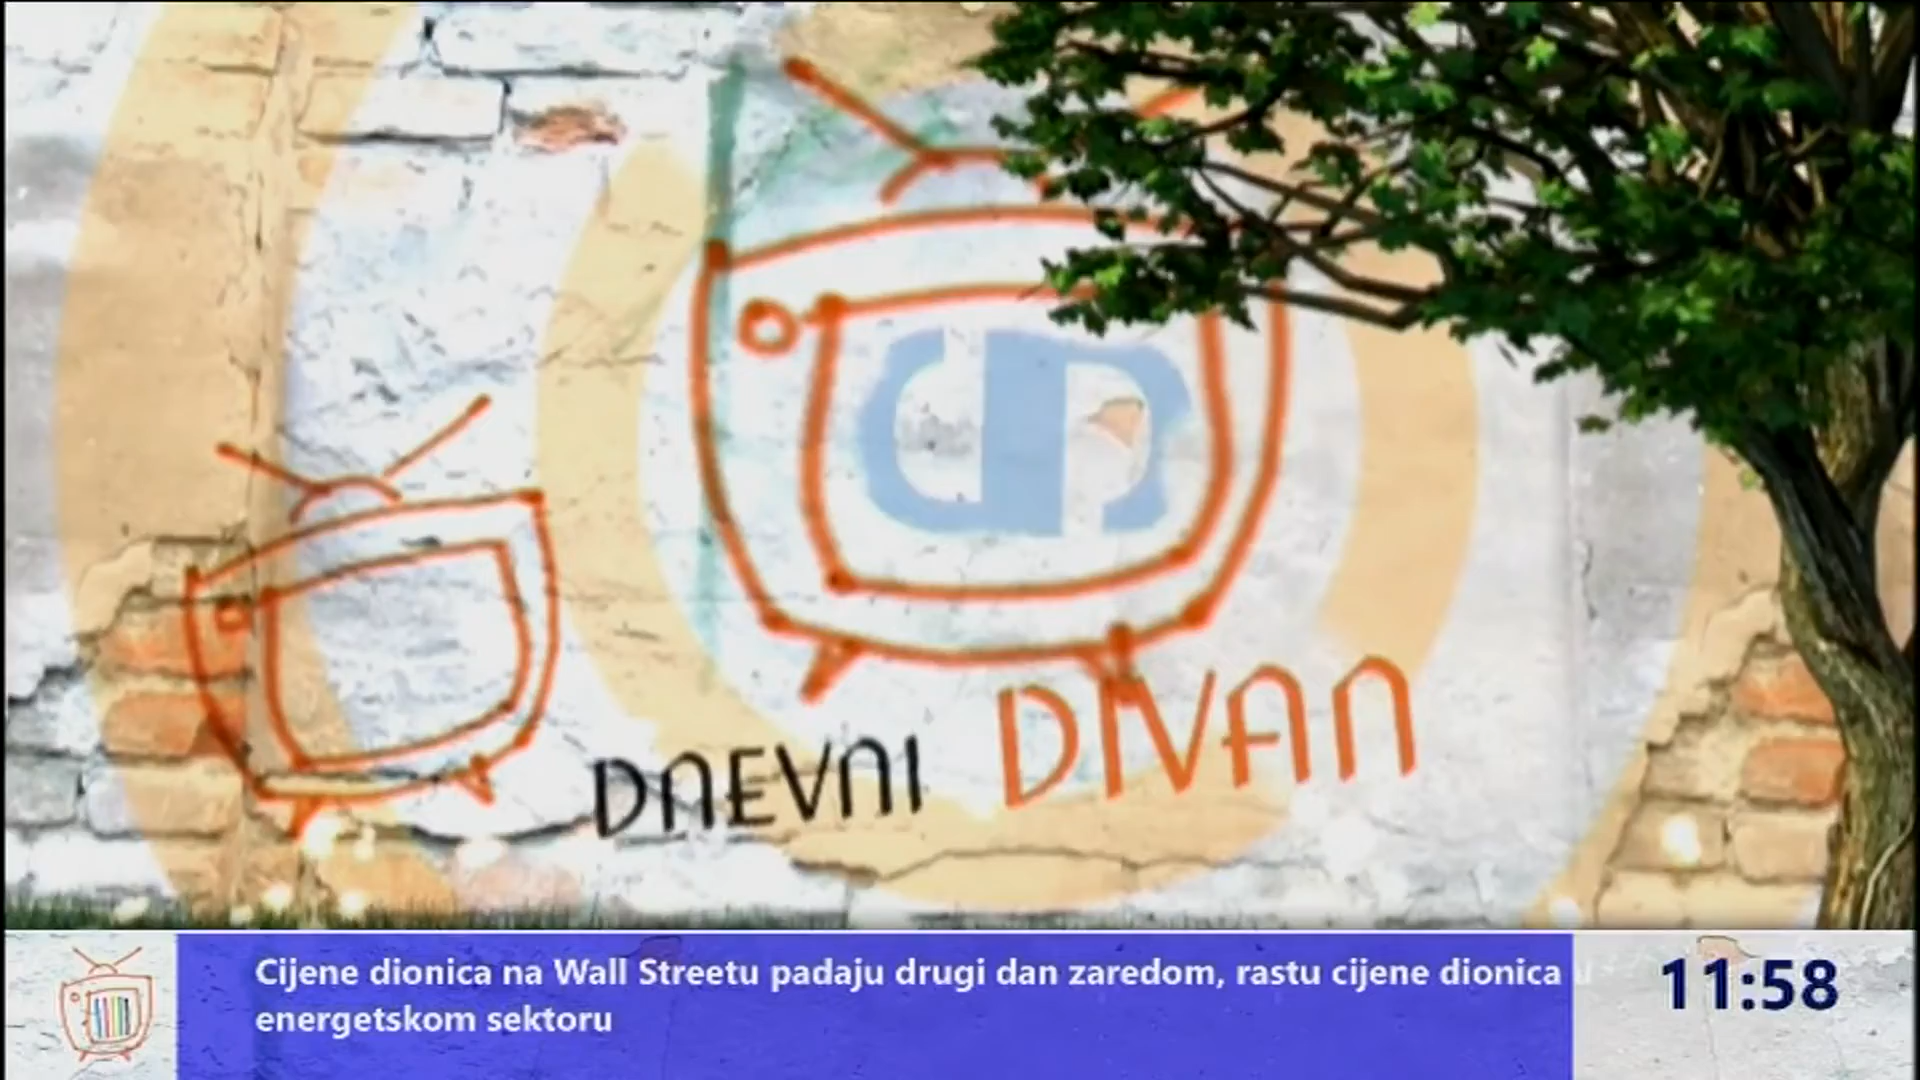 DNEVNI DIVAN
Cijene dionica na Wall Streetu padaju drugi dan zaredom, rastu cijene dionica u
energetskom sektoru
11:58